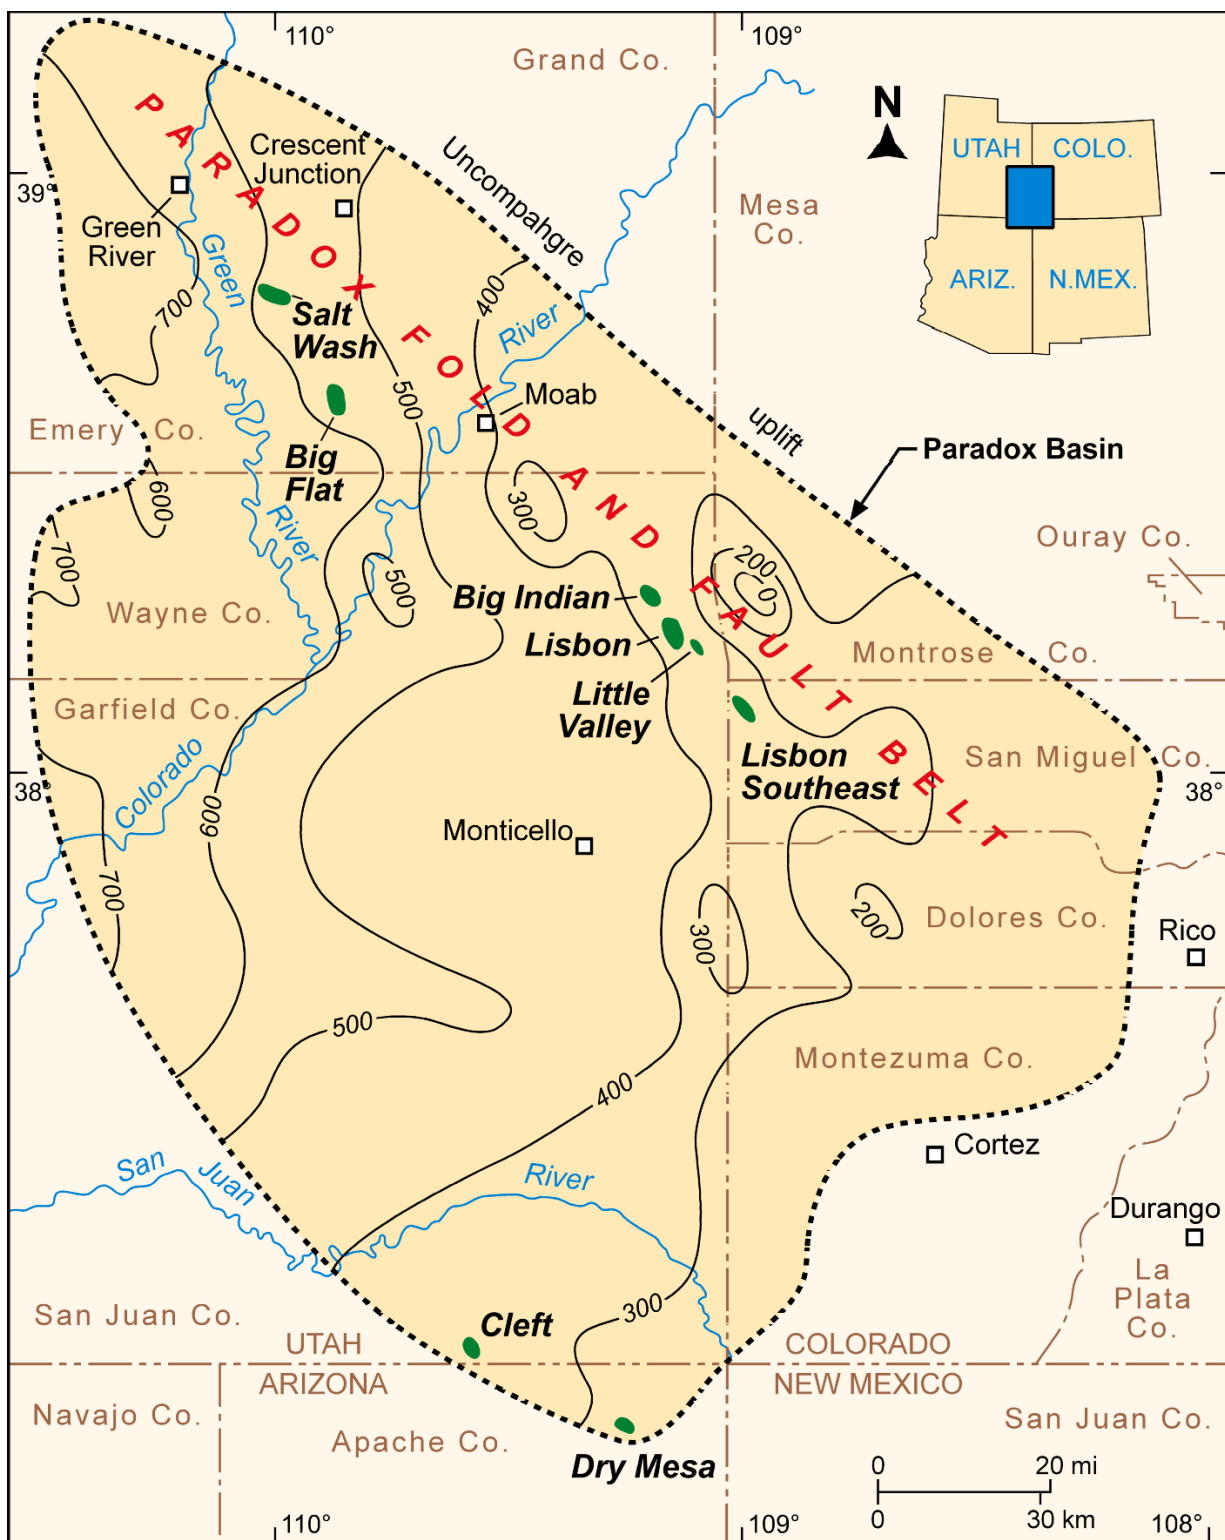 110°
109°
Grand Co.
N
UTAH
COLO.
ARIZ.
N.MEX.
PARADOX FOLD AND FAULT BELT
Crescent
Junction
39°
Green
River
Uncompahgre
uplift
Mesa
Co.
Green
River
400
River
700
Salt
Wash
500
Moab
Emery Co.
Big
Flat
Paradox Basin
600
300
River
Ouray Co.
700
500
200
0
Big Indian
Wayne Co.
Lisbon
Montrose Co.
Little
Valley
Garfield Co.
Lisbon
Southeast
San Miguel Co.
Colorado
38°
38°
600
Monticello
700
200
Dolores Co.
300
Rico
500
Montezuma Co.
400
Cortez
San Juan
River
Durango
La
Plata
Co.
San Juan Co.
300
Cleft
UTAH
COLORADO
ARIZONA
NEW MEXICO
Navajo Co.
Apache Co.
San Juan Co.
Dry Mesa
0
20 mi
0
30 km
110°
109°
108°